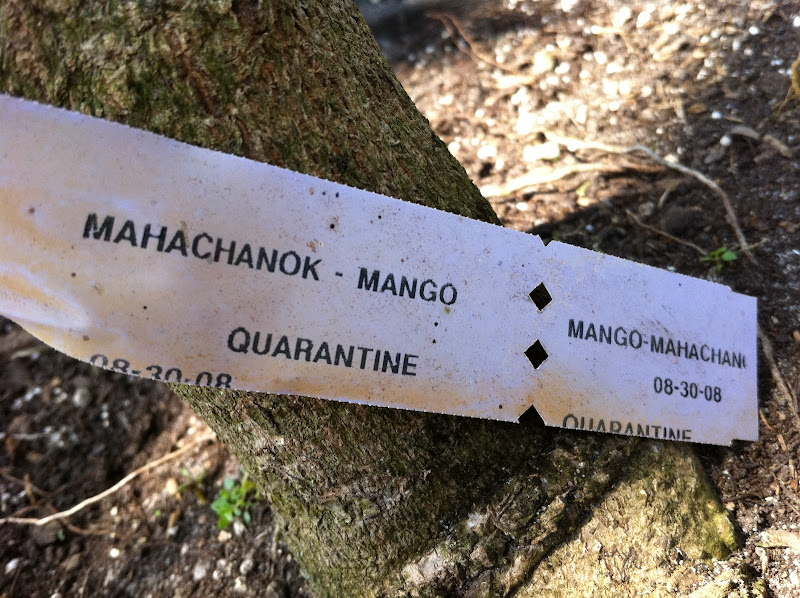 MAHACHANOK - MANGO
QUARANTINE
08-30-08
MANGO-MAHACHANO
08-30-08
QUARANTINE